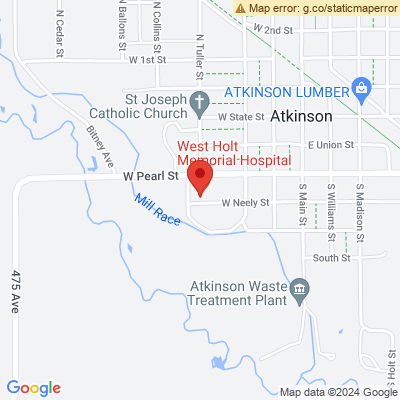 Map error: g.co/staticmaperror
N Cedar St
N Ballons St
N Collins St
N Tuller St
W 2nd St
W 1st St
St Joseph
Catholic Church
ATKINSON LUMBER
W State St
Atkinson
Bitney Ave
E Union St
West Holt
Memorial Hospital
W Pearl St
W Neely St
Mill Race
S Main St
S Williams St
S Madison St
South St
475 Ave
Atkinson Waste
Treatment Plant
S Holt St
Google
Map data ©2024 Google